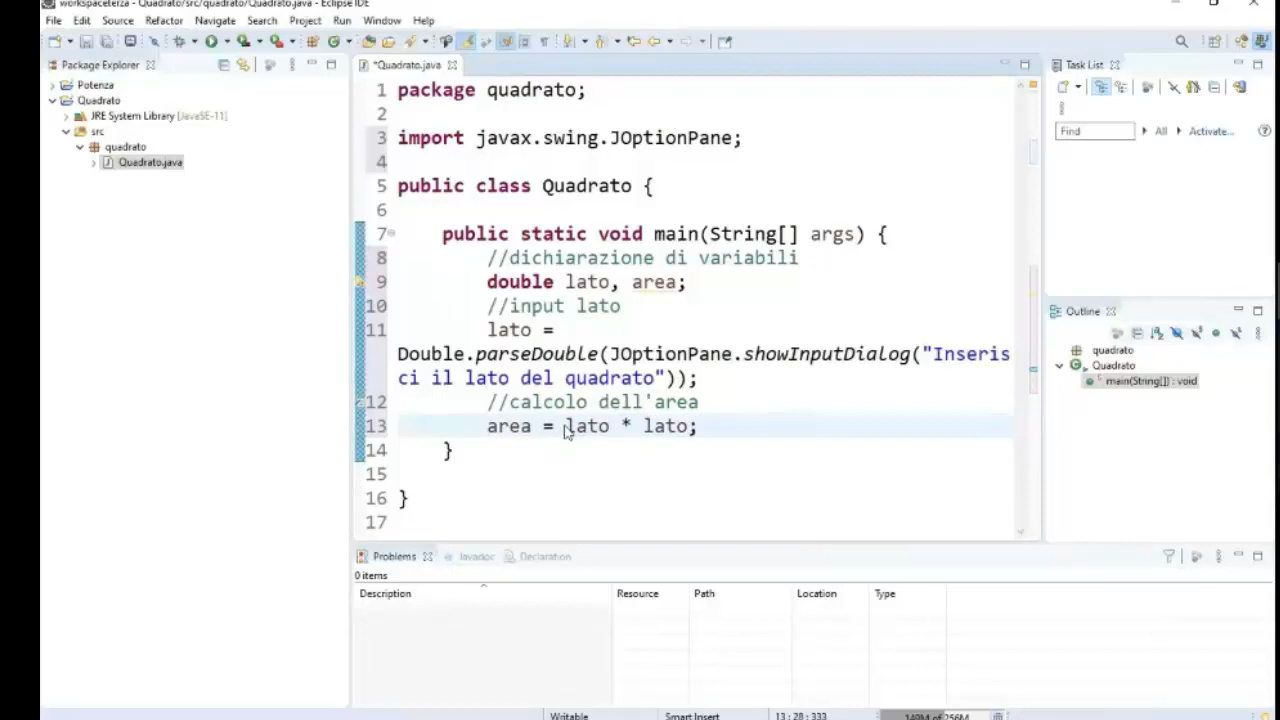 workspaceterza - Quadrato/src/quadrato/Quadrato.java - Eclipse IDE
File Edit Source Refactor Navigate Search Project Run Window Help
Package Explorer
*Quadrato.java
Task List
Potenza
Quadrato
JRE System Library [JavaSE-11]
src
quadrato
Quadrato.java
Find
All
Activate...
1 package quadrato;
2
3 import javax.swing.JOptionPane;
4
5 public class Quadrato {
6
7 public static void main(String[] args) {
8 //dichiarazione di variabili
9 double lato, area;
10 //input lato
11 lato =
Double.parseDouble(JOptionPane.showInputDialog("Inseris
ci il lato del quadrato"));
12 //calcolo dell'area
13 area = lato * lato;
14 }
15
16 }
17
Outline
quadrato
Quadrato
main(String[]) : void
Problems Javadoc Declaration
0 items
Description Resource Path Location Type
Writable Smart Insert 13 : 28 : 333 149M of 256M